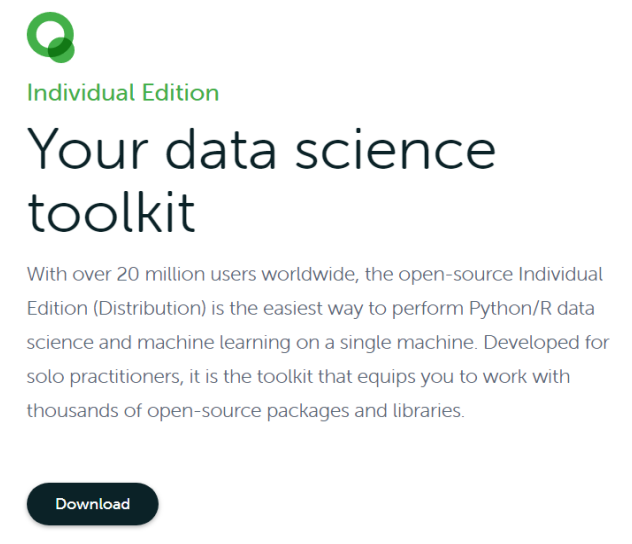 Individual Edition
Your data science
toolkit
With over 20 million users worldwide, the open-source Individual
Edition (Distribution) is the easiest way to perform Python/R data
science and machine learning on a single machine. Developed for
solo practitioners, it is the toolkit that equips you to work with
thousands of open-source packages and libraries.
Download